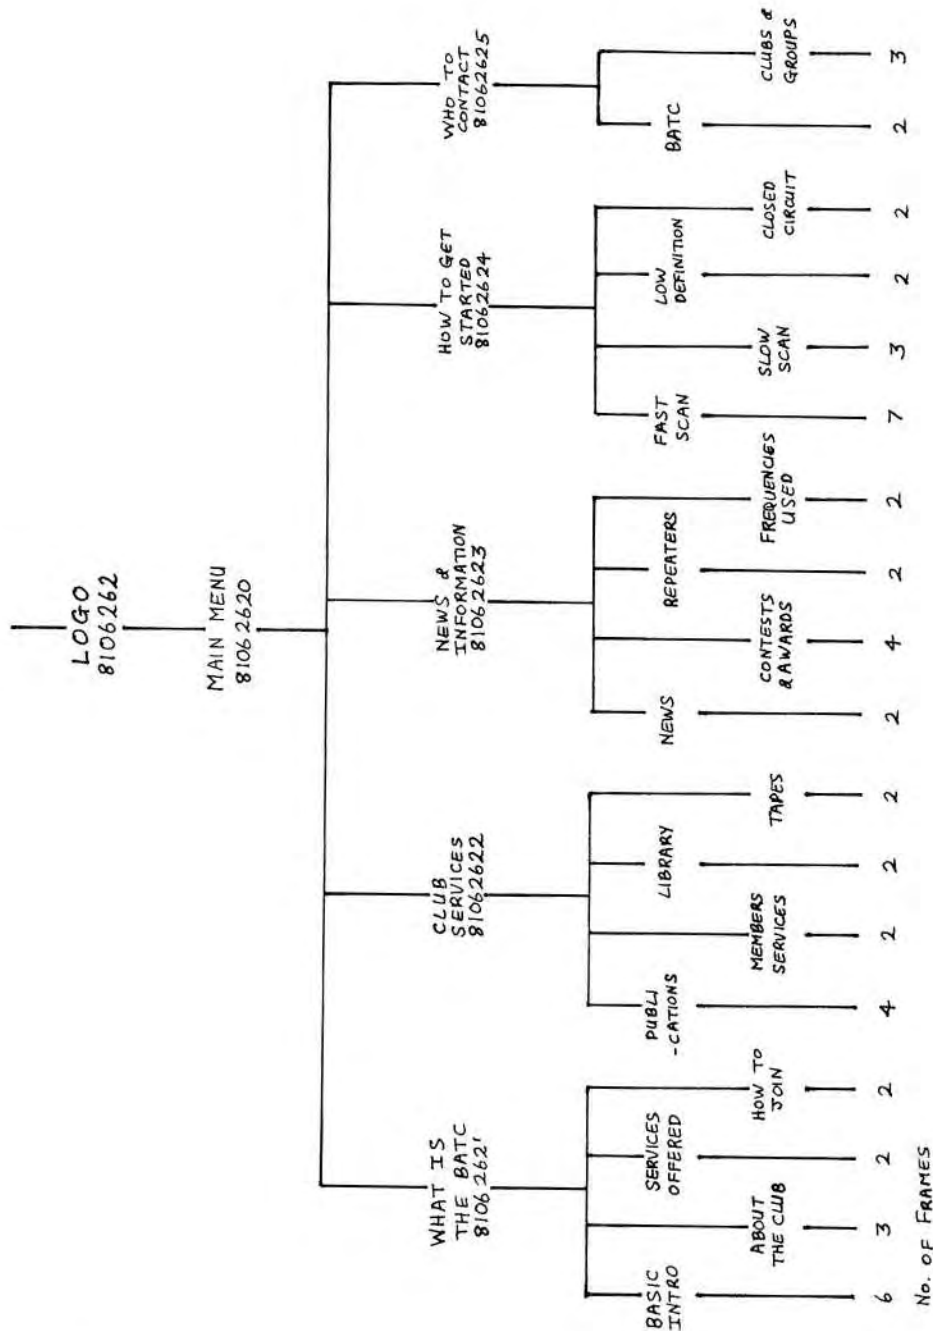 LOGO
8106262
MAIN MENU
81062620
WHAT IS
THE BATC
8106262'
CLUB
SERVICES
81062622
NEWS &
INFORMATION
81062623
HOW TO GET
STARTED
81062624
WHO TO
CONTACT
81062625
BASIC
INTRO
ABOUT
THE CLUB
SERVICES
OFFERED
HOW TO
JOIN
PUBLI
-CATIONS
MEMBERS
SERVICES
LIBRARY
TAPES
NEWS
CONTESTS
& AWARDS
REPEATERS
FREQUENCIES
USED
FAST
SCAN
SLOW
SCAN
LOW
DEFINITION
CLOSED
CIRCUIT
BATC
CLUBS &
GROUPS
6 3 2 2 4 2 2 2 2 4 2 2 7 3 2 2 2 3
No. OF FRAMES